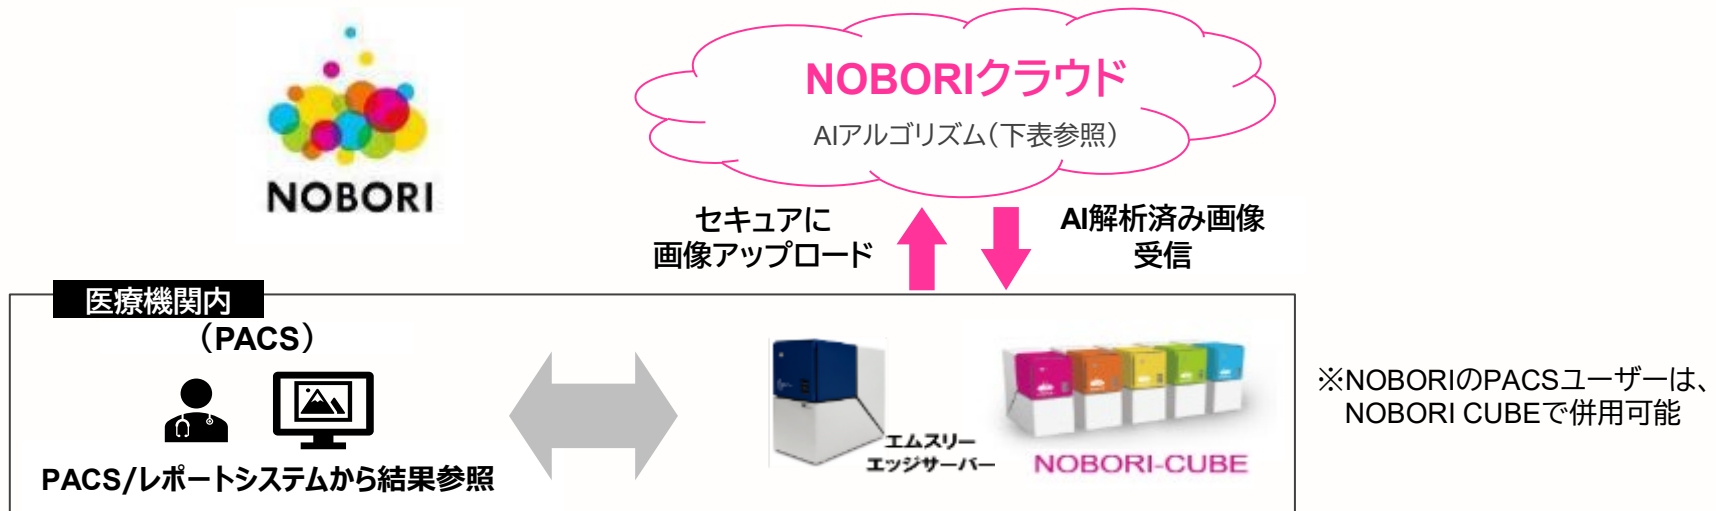 NOBORI
NOBORIクラウド
AIアルゴリズム(下表参照)
セキュアに
画像アップロード
AI解析済み画像
受信
医療機関内
(PACS)
PACS/レポートシステムから結果参照
エムスリー
エッジサーバー
NOBORI-CUBE
※NOBORIのPACSユーザーは、
NOBORI CUBEで併用可能